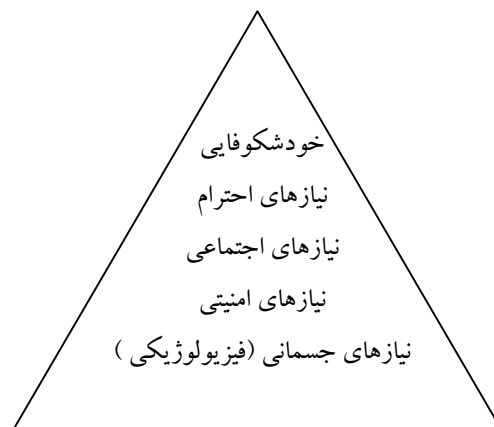 خودشکوفایی
نیازهای احترام
نیازهای اجتماعی
نیازهای امنیتی
نیازهای جسمانی (فیزیولوژیکی )